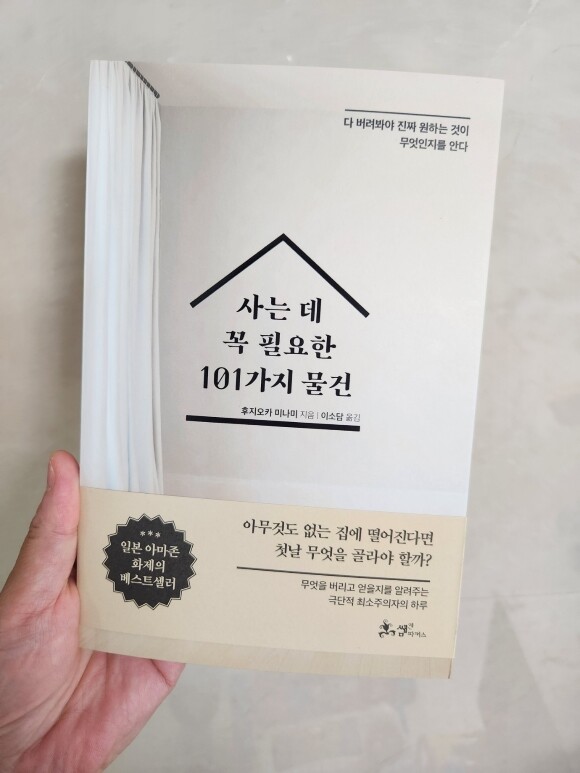 다 버려봐야 진짜 원하는 것이
무엇인지를 안다
사는 데
꼭 필요한
101가지 물건
후지오카 미나미 지음 | 이소담 옮김
***
일본 아마존
화제의
베스트셀러
아무것도 없는 집에 떨어진다면
첫날 무엇을 골라야 할까?
무엇을 버리고 얻을지를 알려주는
극단적 최소주의자의 하루
쌤앤파커스